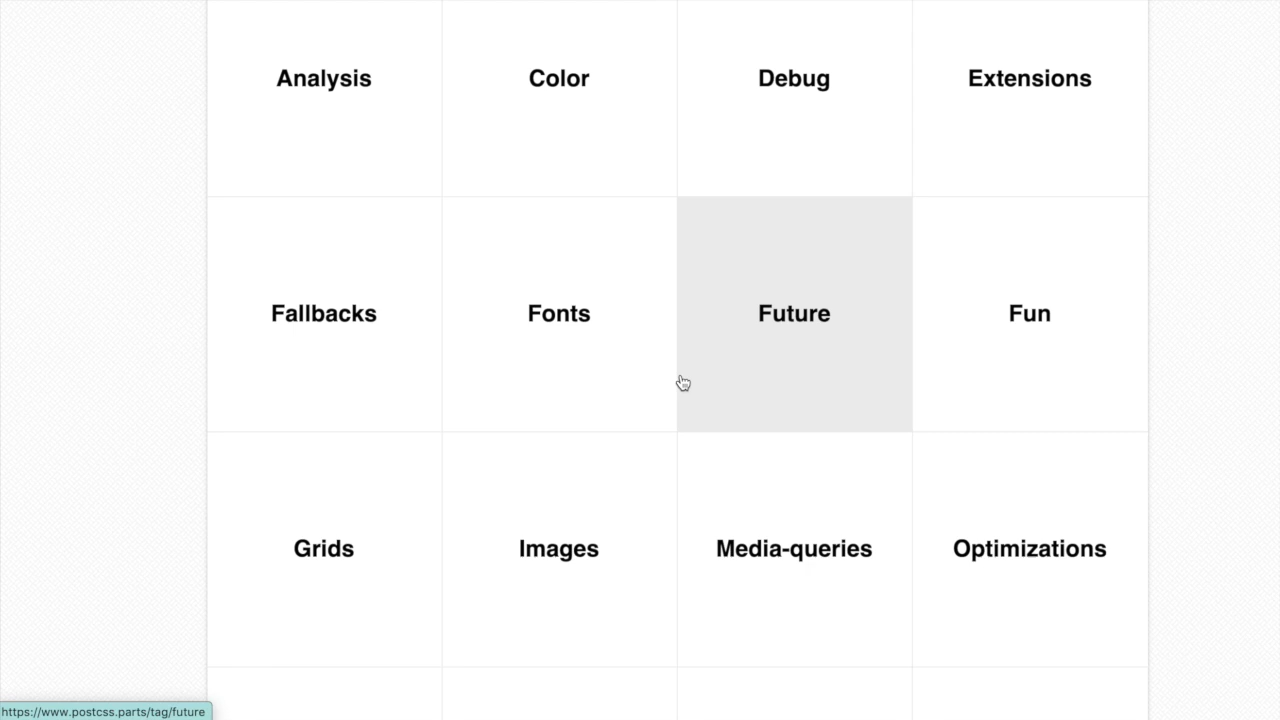 Analysis
Color
Debug
Extensions
Fallbacks
Fonts
Future
Fun
Grids
Images
Media-queries
Optimizations
https://www.postcss.parts/tag/future